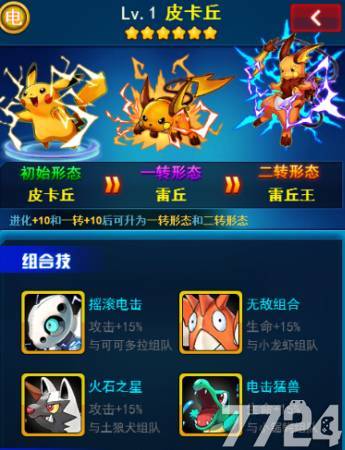 电
Lv.1 皮卡丘
初始形态 一转形态 二转形态
皮卡丘 雷丘 雷丘王
进化+10和一转+10后可升为一转形态和二转形态
组合技
摇滚电击 无敌组合
攻击+15% 生命+15%
与可可多拉组队 与小龙虾组队
火石之星 电击猛兽
攻击+15% 生命+15%
与土狼犬组队
7724